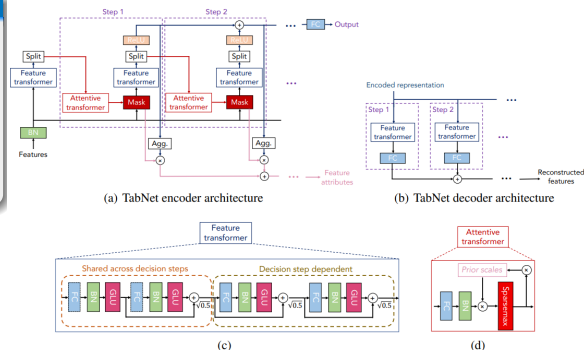 Step 1
Step 2
...
FC
Output
ReLU
ReLU
Split
Split
Split
Feature
transformer
Feature
transformer
Feature
transformer
...
Attentive
transformer
Mask
Attentive
transformer
Mask
BN
Features
Agg.
Agg.
...
Feature
attributes
(a) TabNet encoder architecture
Encoded representation
...
Step 1
Step 2
Feature
transformer
Feature
transformer
...
FC
FC
...
Reconstructed
features
(b) TabNet decoder architecture
Feature
transformer
Shared across decision steps
Decision step dependent
FC
BN
GLU
FC
BN
GLU
√0.5
FC
BN
GLU
√0.5
FC
BN
GLU
√0.5
(c)
Attentive
transformer
Prior scales
FC
BN
Sparsemax
(d)